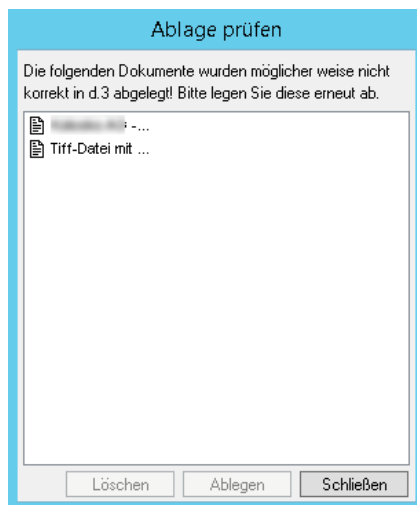 Ablage prüfen
Die folgenden Dokumente wurden möglicher weise nicht
korrekt in d.3 abgelegt! Bitte legen Sie diese erneut ab.
-...
Tiff-Datei mit ...
Löschen Ablegen Schließen